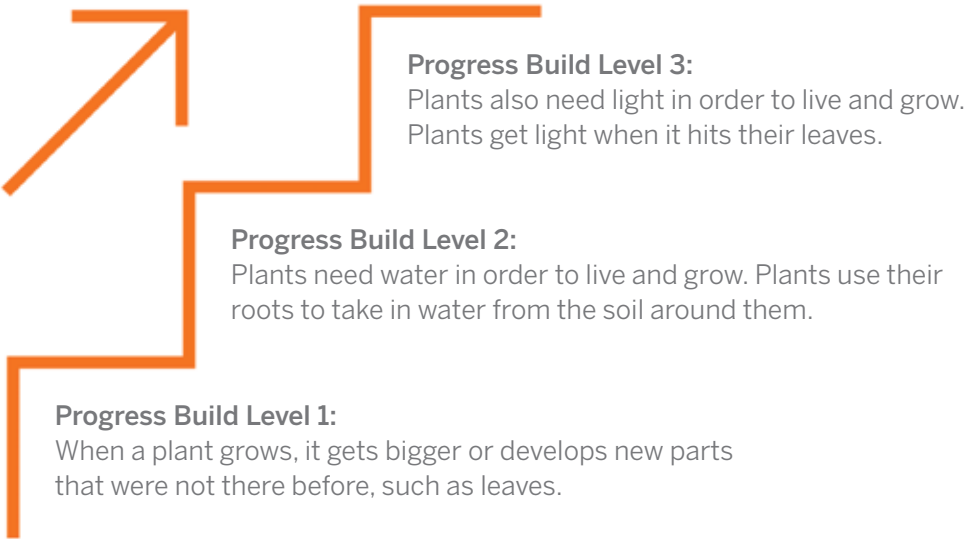 Progress Build Level 3:
Plants also need light in order to live and grow.
Plants get light when it hits their leaves.
Progress Build Level 2:
Plants need water in order to live and grow. Plants use their
roots to take in water from the soil around them.
Progress Build Level 1:
When a plant grows, it gets bigger or develops new parts
that were not there before, such as leaves.